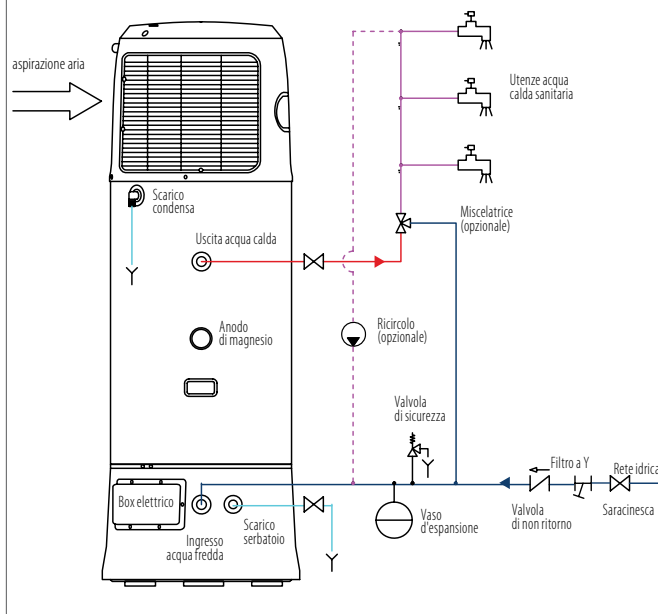 aspirazione aria
Utenze acqua
calda sanitaria
Scarico
condensa
Miscelatrice
(opzionale)
Uscita acqua calda
Anodo
di magnesio
Ricircolo
(opzionale)
Valvola
di sicurezza
Filtro a Y
Rete idrica
Box elettrico
Vaso
d'espansione
Valvola
di non ritorno
Saracinesca
Ingresso
acqua fredda
Scarico
serbatoio